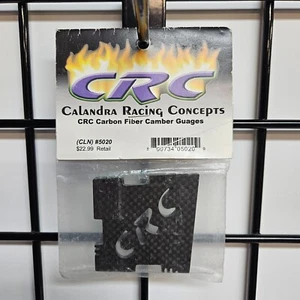 CRC
Calandra Racing Concepts
CRC Carbon Fiber Camber Guages
(CLN) #5020
$22.99 Retail
CRC